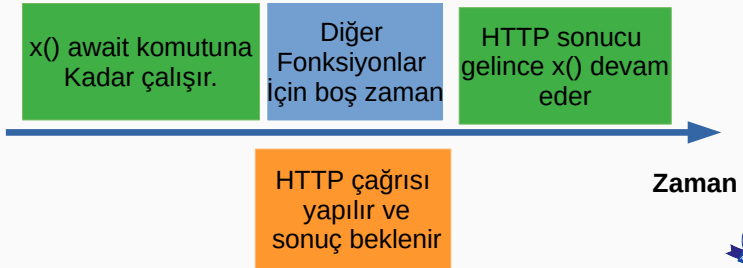 x() await komutuna
Kadar çalışır.
Diğer
Fonksiyonlar
İçin boş zaman
HTTP sonucu
gelince x() devam
eder
HTTP çağrısı
yapılır ve
sonuç beklenir
Zaman